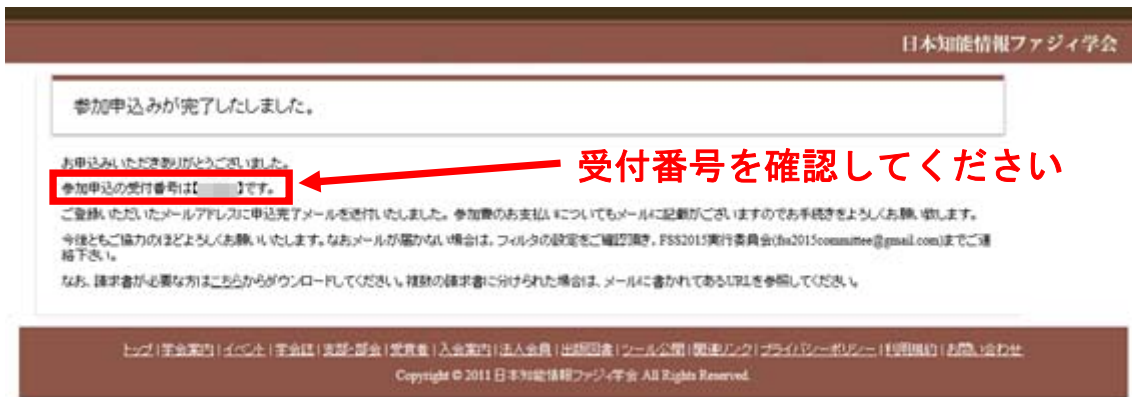 日本知能情報ファジィ学会
参加申込みが完了したしました。
お申込みいただきありがとうございました。
参加申込の受付番号は【 】です。
受付番号を確認してください
ご登録いただいたメールアドレスに申込完了メールを送付いたしました。参加費のお支払いについてもメールに記載がございますのでお手続きをよろしくお願い致します。
今後ともご協力のほどよろしくお願いいたします。なおメールが届かない場合は、フィルタの設定をご確認頂き、FSS2015実行委員会(fss2015committee@gmail.com)までご連
絡下さい。
なお、請求書が必要な方はこちらからダウンロードしてください。複数の請求書に分けられた場合は、メールに書かれてあるURLを参照してください。
トップ | 学会案内 | イベント | 学会誌 | 支部・部会 | 受賞者 | 入会案内 | 法人会員 | 出版図書 | ツール公開 | 関連リンク | プライバシーポリシー | 利用規約 | お問い合わせ
Copyright © 2011 日本知能情報ファジィ学会 All Rights Reserved.